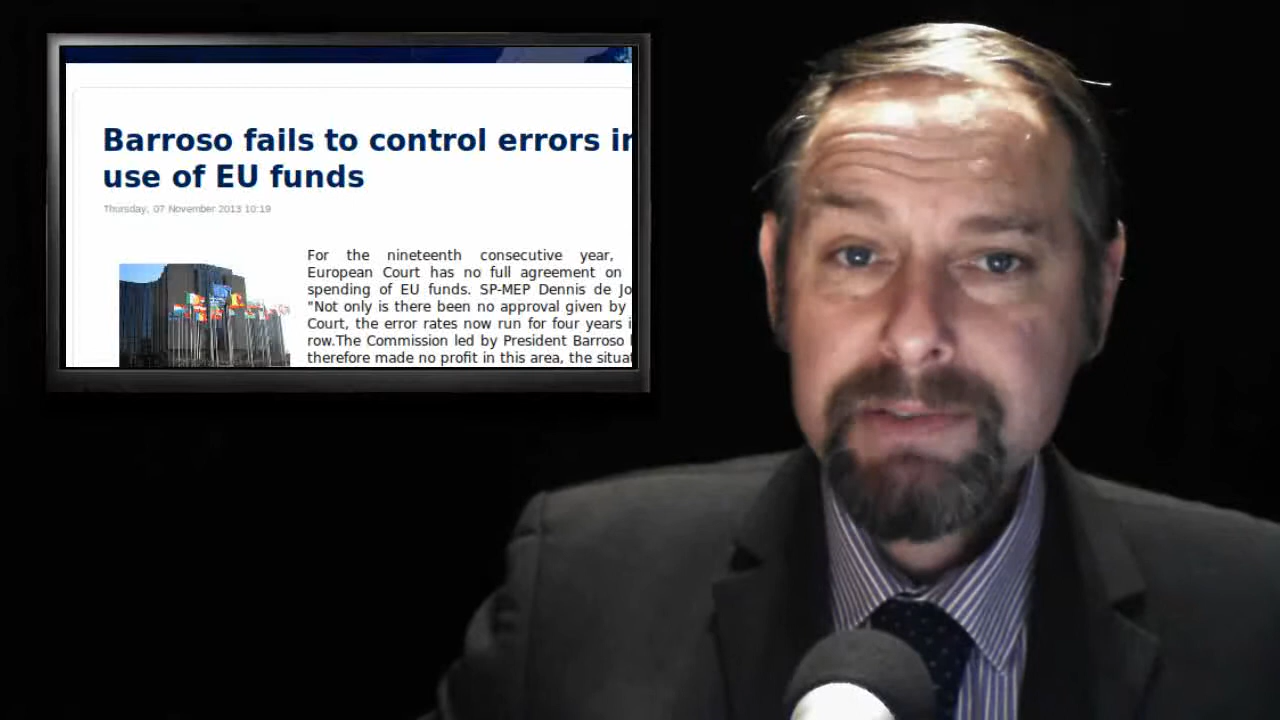 Barroso fails to control errors in
use of EU funds
Thursday, 07 November 2013 10:19
For the nineteenth consecutive year,
European Court has no full agreement on
spending of EU funds. SP-MEP Dennis de Jo
"Not only is there been no approval given by
Court, the error rates now run for four years i
row.The Commission led by President Barroso
therefore made no profit in this area, the situat